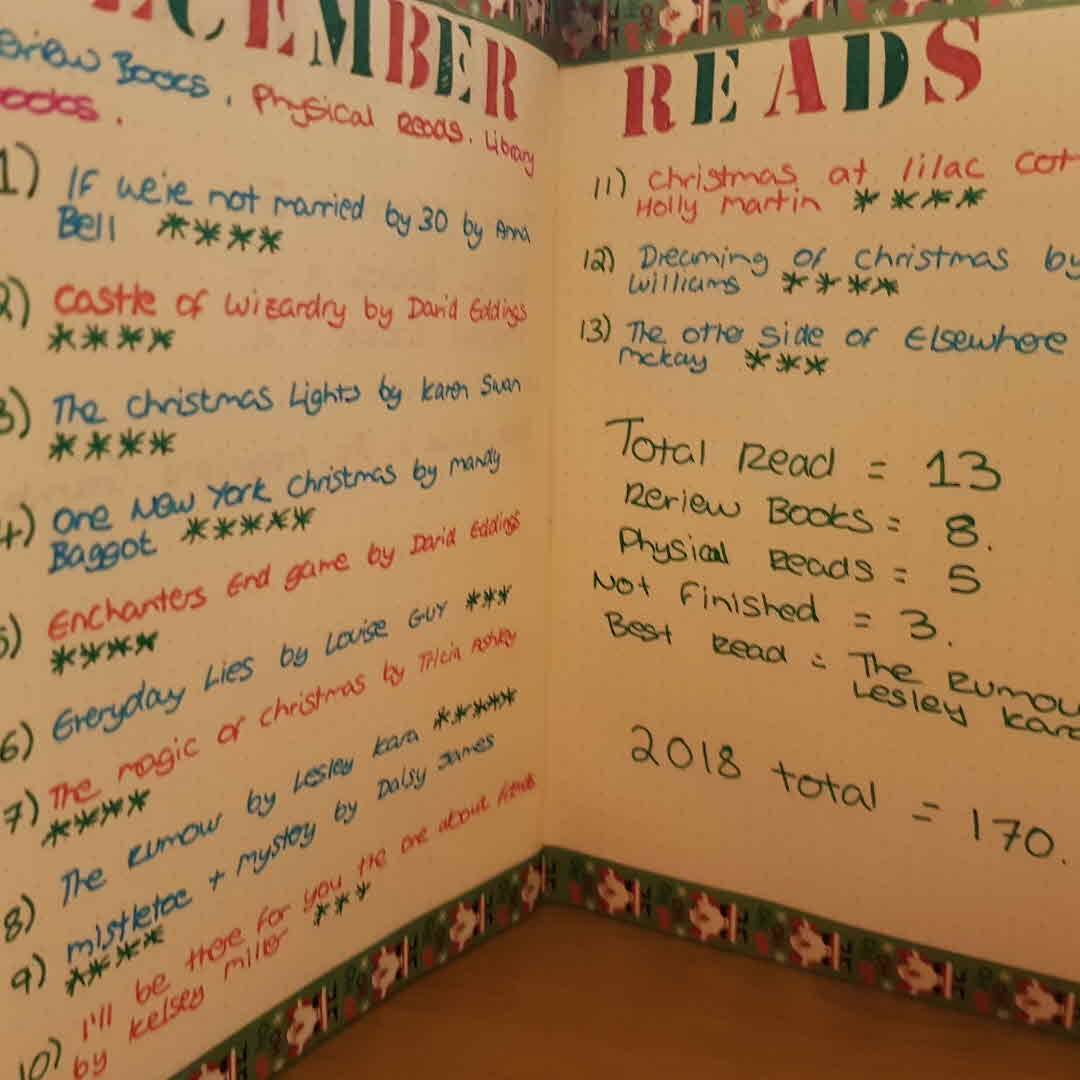 CEMBER
Review Books. Physical Reads. Library
Books.
1) If we're not married by 30 by Anna
Bell ****
2) Castle of wizardry by David Eddings
****
3) The christmas Lights by karen Swan
****
4) One New York Christmas by mandy
Baggot *****
5) Enchanters End game by David Eddings
****
6) Everyday Lies by Louise Guy ***
7) The magic of christmas by Tricia Ashley
****
8) The Rumour by Lesley kara *****
9) mistletoe + mystery by Daisy James
****
10) I'll be there for you the one about friends
by kelsey miller ***
READS
11) Christmas at lilac Cot
Holly martin ****
12) Dreaming of christmas by
Williams ****
13) The other side of Elsewhere
mckay ***
Total Read = 13
Review Books = 8.
Physical Reads = 5
Not finished = 3.
Best Read = The Rumou
Lesley kara
2018 total = 170.